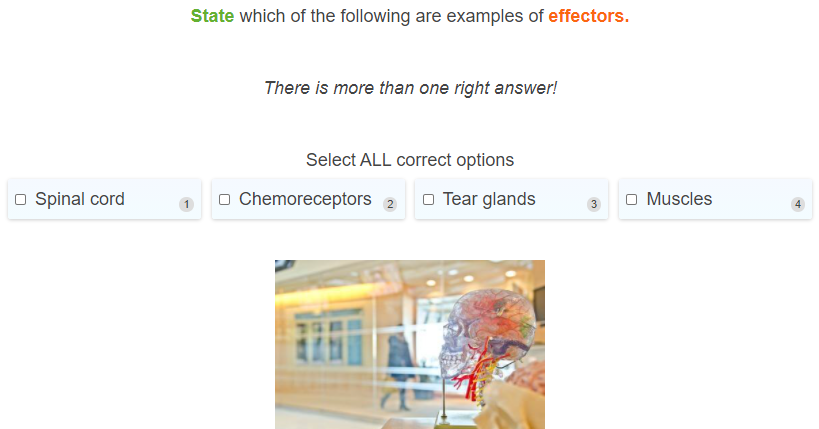 State which of the following are examples of effectors.
There is more than one right answer!
Select ALL correct options
Spinal cord 1 Chemoreceptors 2 Tear glands 3 Muscles 4